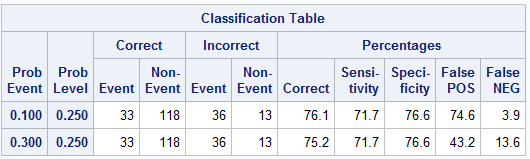 Classification Table
Correct Incorrect Percentages
Prob Event Prob Level Event Non-Event Event Non-Event Correct Sensi-tivity Speci-ficity False POS False NEG
0.100 0.250 33 118 36 13 76.1 71.7 76.6 74.6 3.9
0.300 0.250 33 118 36 13 75.2 71.7 76.6 43.2 13.6